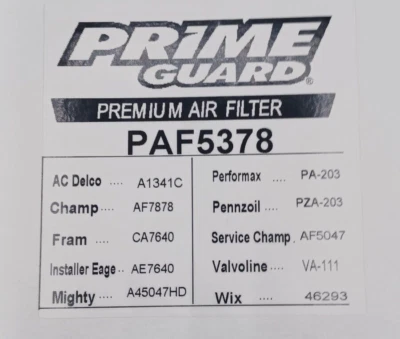 PRIME
GUARD®
PREMIUM AIR FILTER
PAF5378
AC Delco .... A1341C
Champ .... AF7878
Fram .... CA7640
Installer Eage .. AE7640
Mighty .... A45047HD
Performax .... PA-203
Pennzoil .... PZA-203
Service Champ . AF5047
Valvoline .... VA-111
Wix .... 46293